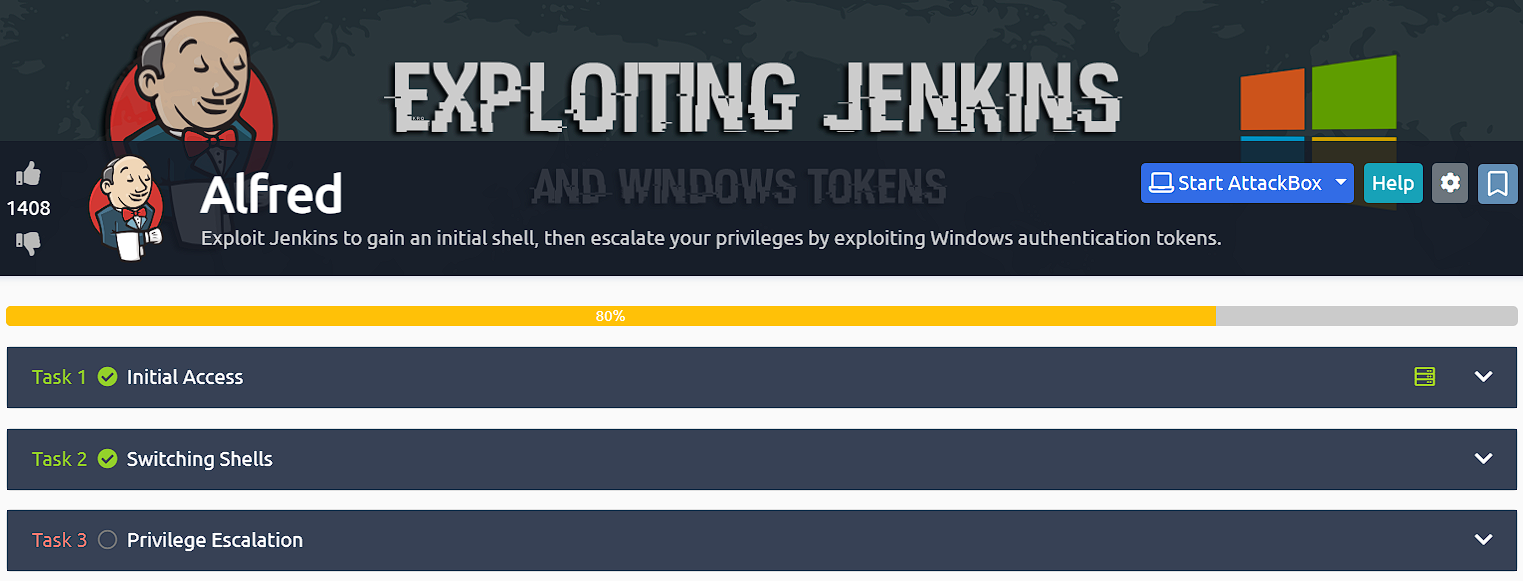 EXPLOITING JENKINS
AND WINDOWS TOKENS
1408
Alfred
Start AttackBox
Help
Exploit Jenkins to gain an initial shell, then escalate your privileges by exploiting Windows authentication tokens.
80%
Task 1 Initial Access
Task 2 Switching Shells
Task 3 Privilege Escalation